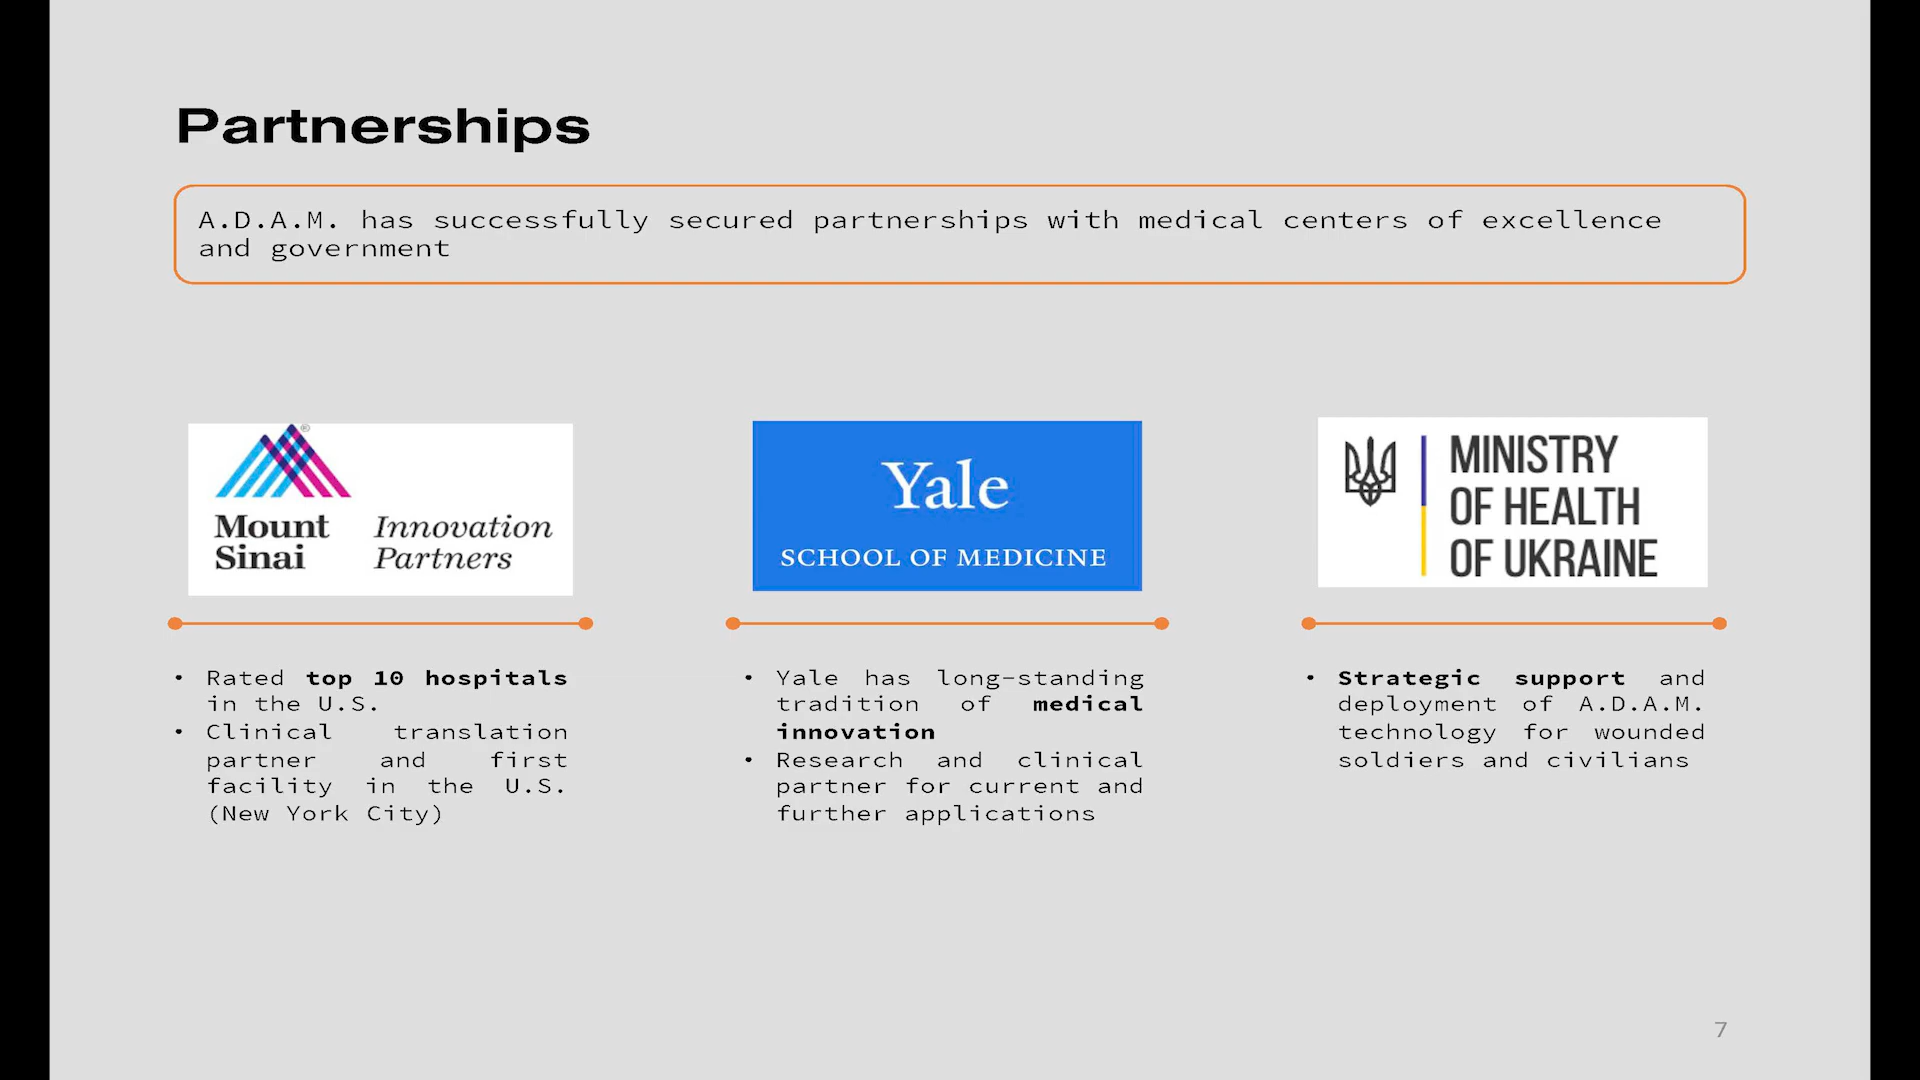 Partnerships
A.D.A.M. has successfully secured partnerships with medical centers of excellence
and government
®
Mount
Sinai
Innovation
Partners
Yale
SCHOOL OF MEDICINE
MINISTRY
OF HEALTH
OF UKRAINE
• Rated top 10 hospitals
in the U.S.
• Clinical translation
partner and first
facility in the U.S.
(New York City)
• Yale has long-standing
tradition of medical
innovation
• Research and clinical
partner for current and
further applications
• Strategic support and
deployment of A.D.A.M.
technology for wounded
soldiers and civilians
7